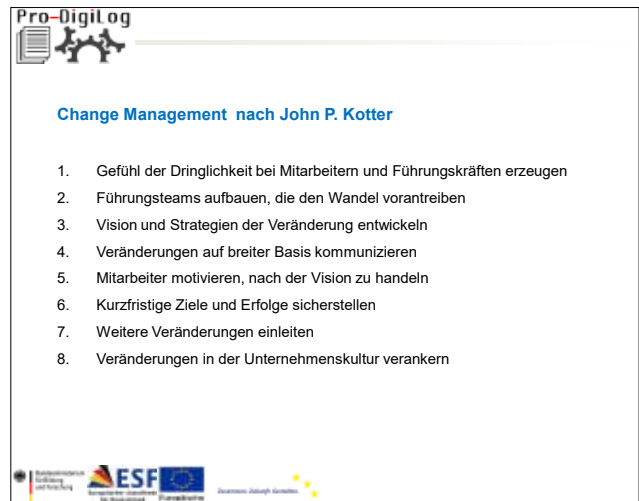 Pro-DigiLog
Change Management nach John P. Kotter
1. Gefühl der Dringlichkeit bei Mitarbeitern und Führungskräften erzeugen
2. Führungsteams aufbauen, die den Wandel vorantreiben
3. Vision und Strategien der Veränderung entwickeln
4. Veränderungen auf breiter Basis kommunizieren
5. Mitarbeiter motivieren, nach der Vision zu handeln
6. Kurzfristige Ziele und Erfolge sicherstellen
7. Weitere Veränderungen einleiten
8. Veränderungen in der Unternehmenskultur verankern
ESF
Zusammen. Zukunft. Gestalten.